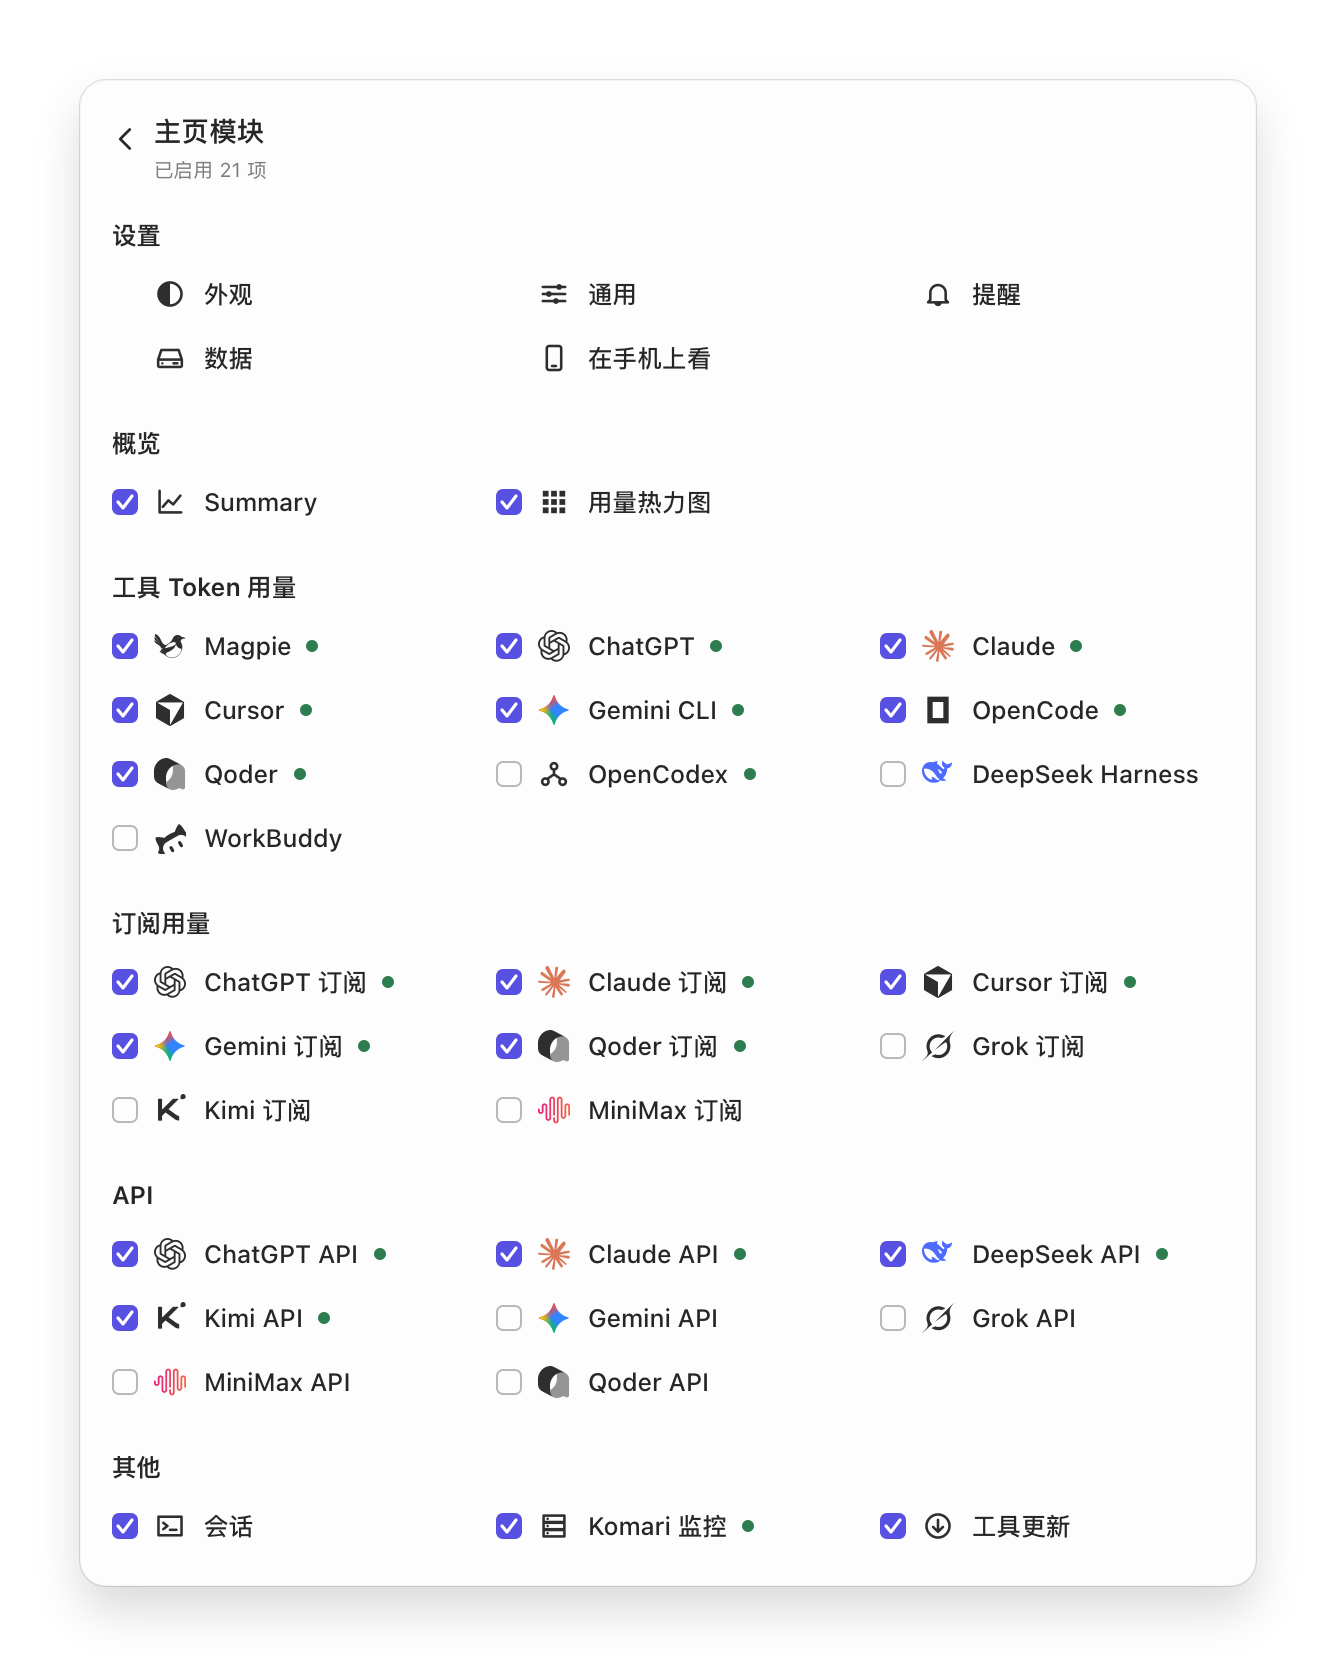 主页模块
已启用 21 项
设置
外观 通用 提醒
数据 在手机上看
概览
Summary 用量热力图
工具 Token 用量
Magpie ChatGPT Claude
Cursor Gemini CLI OpenCode
Qoder OpenCodex DeepSeek Harness
WorkBuddy
订阅用量
ChatGPT 订阅 Claude 订阅 Cursor 订阅
Gemini 订阅 Qoder 订阅 Grok 订阅
Kimi 订阅 MiniMax 订阅
API
ChatGPT API Claude API DeepSeek API
Kimi API Gemini API Grok API
MiniMax API Qoder API
其他
会话 Komari 监控 工具更新